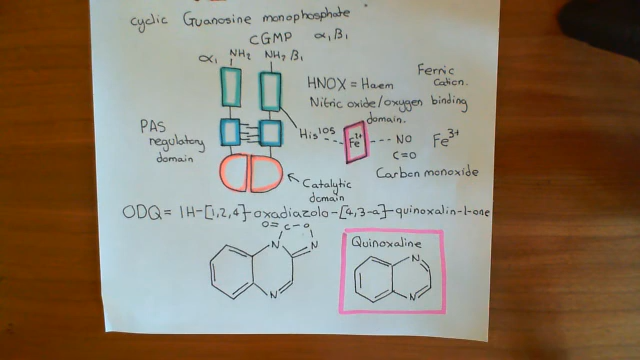 cyclic Guanosine monophosphate
CGMP α1 β1
α1 NH2 NH2 β1
HNOX = Haem
Nitric oxide/oxygen binding
domain.
Ferric
Cation.
PAS
regulatory
domain
His105
Fe2+
NO
C=O
Fe3+
Carbon monoxide
Catalytic
domain
ODQ = 1H-[1,2,4]-oxadiazolo-[4,3-a]-quinoxalin-1-one
O=C-O
N N
N
Quinoxaline
N
N